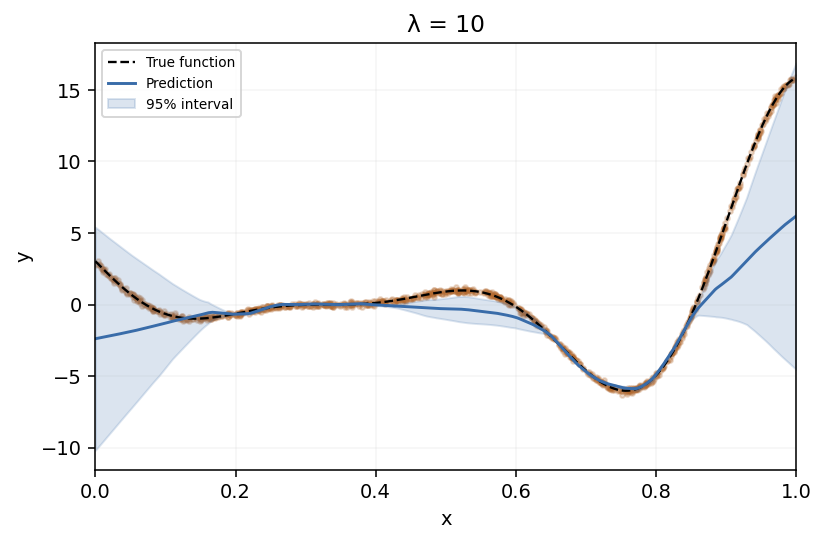 λ = 10
True function
Prediction
95% interval
15
10
5
0
−5
−10
y
0.0 0.2 0.4 0.6 0.8 1.0
x